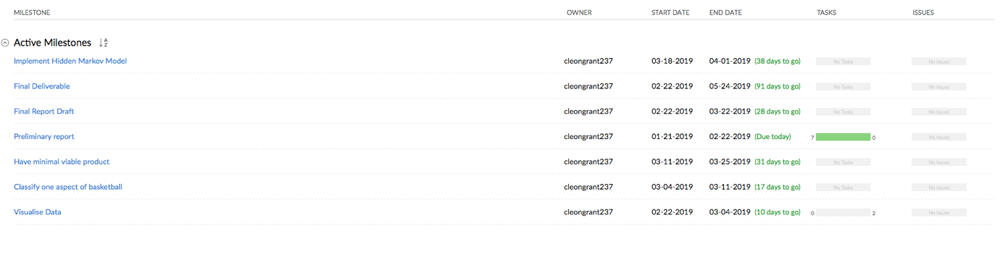 MILESTONE OWNER START DATE END DATE TASKS ISSUES
Active Milestones A Z
Implement Hidden Markov Model cleongrant237 03-18-2019 04-01-2019 (38 days to go) No Tasks No Issues
Final Deliverable cleongrant237 02-22-2019 05-24-2019 (91 days to go) No Tasks No Issues
Final Report Draft cleongrant237 02-22-2019 03-22-2019 (28 days to go) No Tasks No Issues
Preliminary report cleongrant237 01-21-2019 02-22-2019 (Due today) 7 0 No Issues
Have minimal viable product cleongrant237 03-11-2019 03-25-2019 (31 days to go) No Tasks No Issues
Classify one aspect of basketball cleongrant237 03-04-2019 03-11-2019 (17 days to go) No Tasks No Issues
Visualise Data cleongrant237 02-22-2019 03-04-2019 (10 days to go) 0 2 No Issues